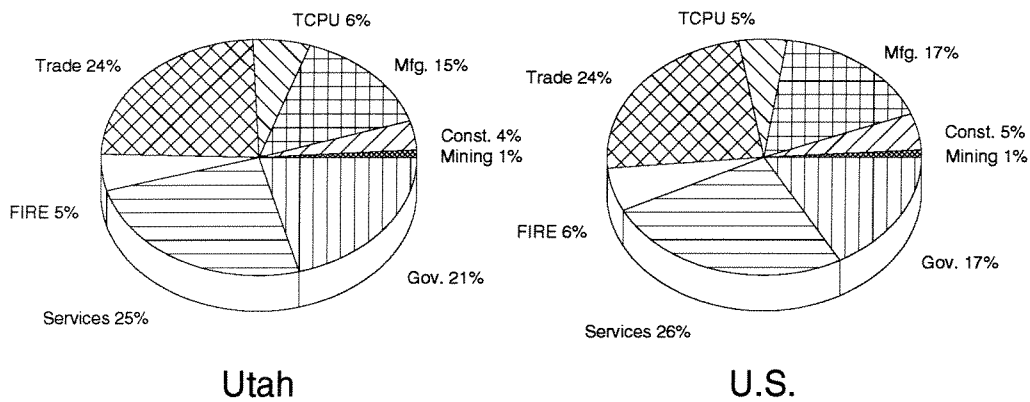 TCPU 6%
Mfg. 15%
Trade 24%
Const. 4%
Mining 1%
FIRE 5%
Gov. 21%
Services 25%
Utah
TCPU 5%
Mfg. 17%
Trade 24%
Const. 5%
Mining 1%
FIRE 6%
Gov. 17%
Services 26%
U.S.